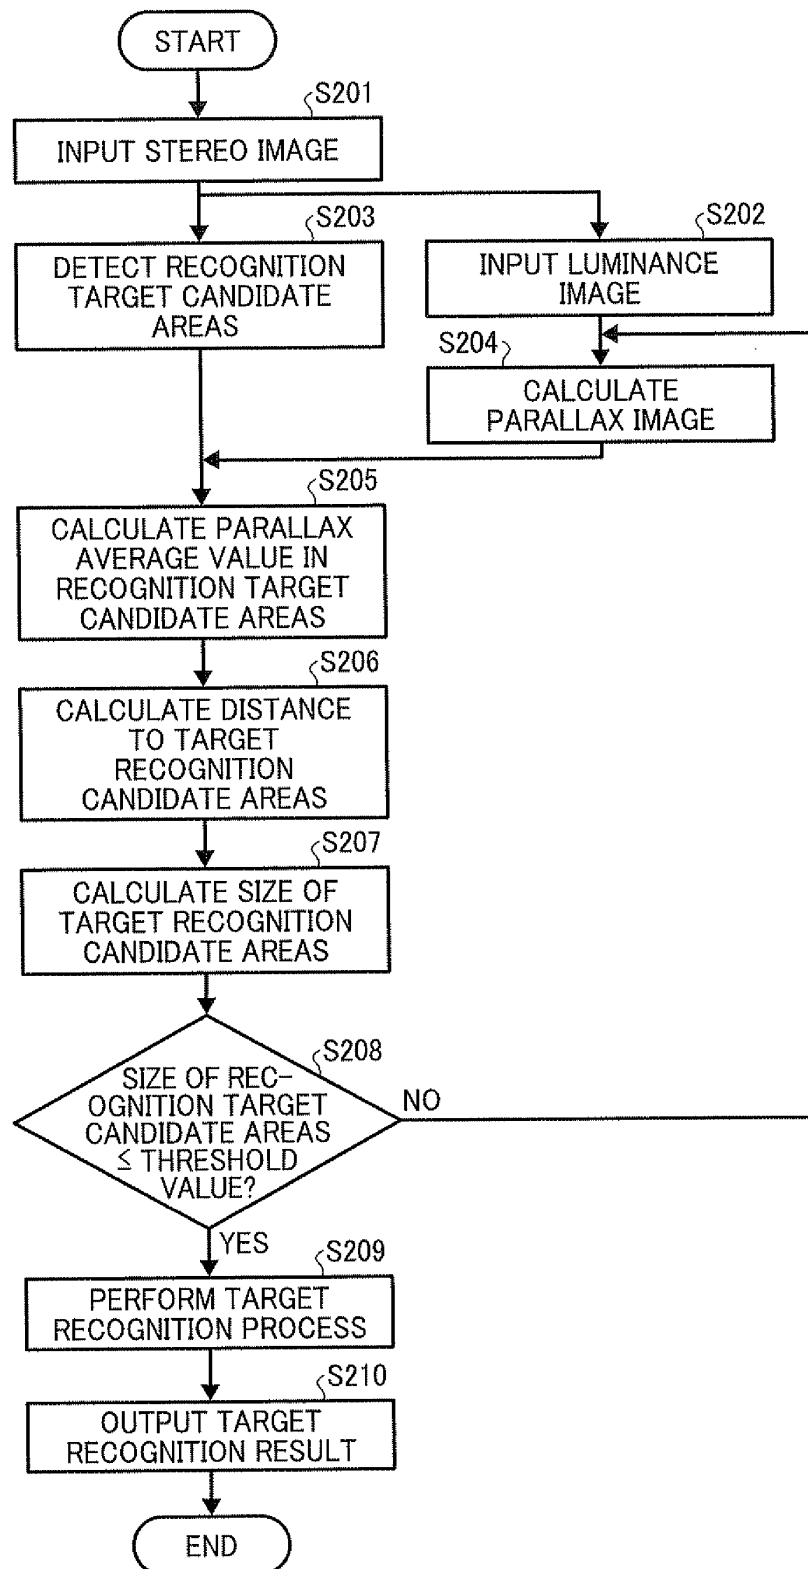 START
S201
INPUT STEREO IMAGE
S203
DETECT RECOGNITION
TARGET CANDIDATE
AREAS
S202
INPUT LUMINANCE
IMAGE
S204
CALCULATE
PARALLAX IMAGE
S205
CALCULATE PARALLAX
AVERAGE VALUE IN
RECOGNITION TARGET
CANDIDATE AREAS
S206
CALCULATE DISTANCE
TO TARGET
RECOGNITION
CANDIDATE AREAS
S207
CALCULATE SIZE OF
TARGET RECOGNITION
CANDIDATE AREAS
S208
SIZE OF REC-
OGNITION TARGET
CANDIDATE AREAS
≦ THRESHOLD
VALUE?
NO
YES
S209
PERFORM TARGET
RECOGNITION PROCESS
S210
OUTPUT TARGET
RECOGNITION RESULT
END